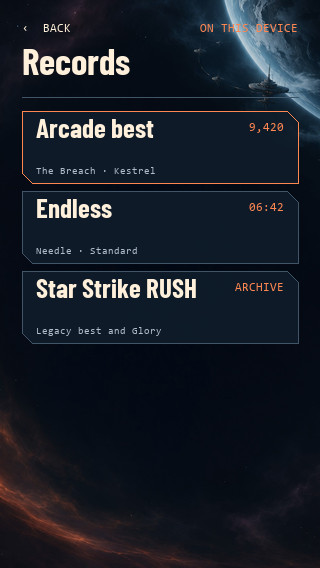 ‹ BACK
ON THIS DEVICE
Records
Arcade best
9,420
The Breach · Kestrel
Endless
06:42
Needle · Standard
Star Strike RUSH
ARCHIVE
Legacy best and Glory